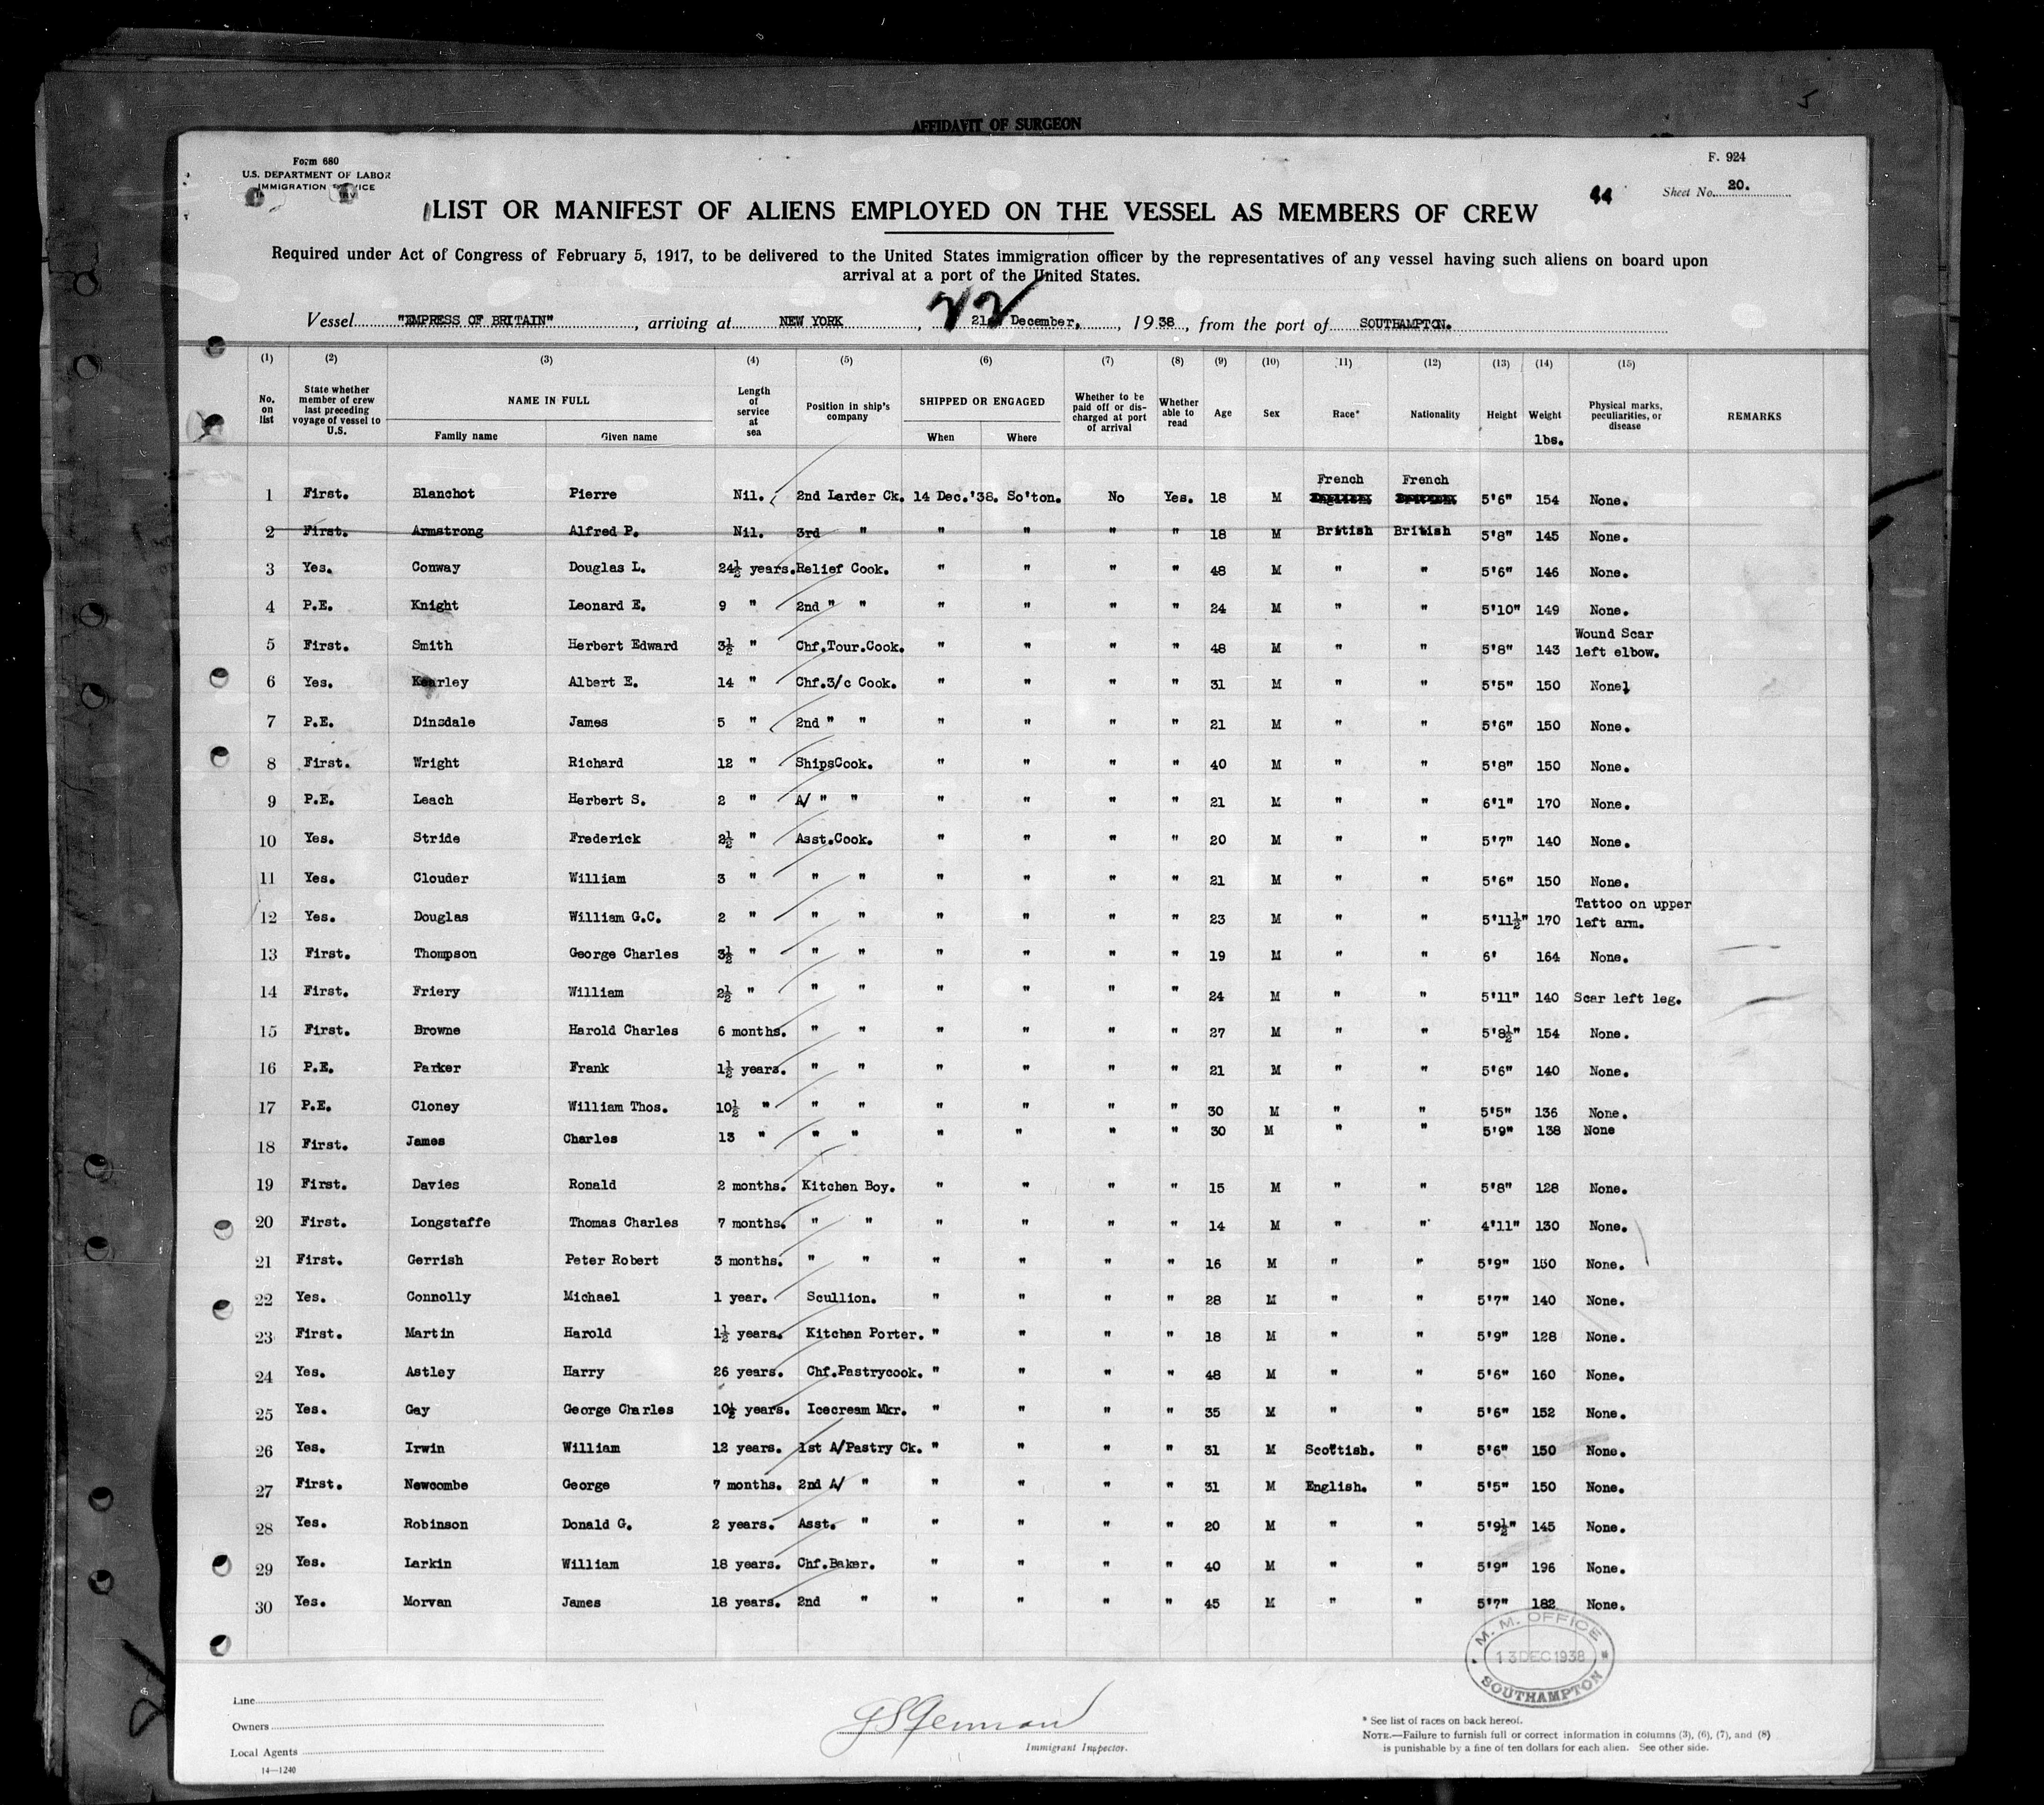 AFFIDAVIT OF SURGEON
Form 680
U.S. DEPARTMENT OF LABOR
IMMIGRATION
F. 924
Sheet No. 20.
44
LIST OR MANIFEST OF ALIENS EMPLOYED ON THE VESSEL AS MEMBERS OF CREW
Required under Act of Congress of February 5, 1917, to be delivered to the United States immigration officer by the representatives of any vessel having such aliens on board upon
arrival at a port of the United States.
22
Vessel "EMPRESS OF BRITAIN", arriving at NEW YORK, 21 December, 1938, from the port of SOUTHAMPTON.
(1) (2) (3) (4) (5) (6) (7) (8) (9) (10) (11) (12) (13) (14) (15)
No. on list State whether member of crew last preceding voyage of vessel to U.S. NAME IN FULL Family name Given name Length of service at sea Position in ship's company SHIPPED OR ENGAGED When Where Whether to be paid off or discharged at port of arrival Whether able to read Age Sex Race* Nationality Height Weight lbs. Physical marks, peculiarities, or disease REMARKS
French French
1 First. Blanchot Pierre Nil. 2nd Larder Ck. 14 Dec.'38. So'ton. No Yes. 18 M 5'6" 154 None.
2 First. Armstrong Alfred P. Nil. 3rd " " " " " 18 M British British 5'8" 145 None.
3 Yes. Conway Douglas L. 24½ years. Relief Cook. " " " " 48 M " " 5'6" 146 None.
4 P.E. Knight Leonard E. 9 " 2nd " " " " " " 24 M " " 5'10" 149 None.
5 First. Smith Herbert Edward 3½ " Chf.Tour.Cook. " " " " 48 M " " 5'8" 143 Wound Scar left elbow.
6 Yes. Kearley Albert E. 14 " Chf.3/c Cook. " " " " 31 M " " 5'5" 150 None.
7 P.E. Dinsdale James 5 " 2nd " " " " " " 21 M " " 5'6" 150 None.
8 First. Wright Richard 12 " ShipsCook. " " " " 40 M " " 5'8" 150 None.
9 P.E. Leach Herbert S. 2 " A/ " " " " " " 21 M " " 6'1" 170 None.
10 Yes. Stride Frederick 2½ " Asst.Cook. " " " " 20 M " " 5'7" 140 None.
11 Yes. Clouder William 3 " " " " " " " 21 M " " 5'6" 150 None.
12 Yes. Douglas William G.C. 2 " " " " " " " 23 M " " 5'11½" 170 Tattoo on upper left arm.
13 First. Thompson George Charles 3½ " " " " " " " 19 M " " 6' 164 None.
14 First. Friery William 2½ " " " " " " " 24 M " " 5'11" 140 Scar left leg.
15 First. Browne Harold Charles 6 months. " " " " " " 27 M " " 5'8½" 154 None.
16 P.E. Parker Frank 1½ years. " " " " " " 21 M " " 5'6" 140 None.
17 P.E. Cloney William Thos. 10½ " " " " " " " 30 M " " 5'5" 136 None.
18 First. James Charles 13 " " " " " " " 30 M " " 5'9" 138 None
19 First. Davies Ronald 2 months. Kitchen Boy. " " " " 15 M " " 5'8" 128 None.
20 First. Longstaffe Thomas Charles 7 months. " " " " " " 14 M " " 4'11" 130 None.
21 First. Gerrish Peter Robert 3 months. " " " " " " 16 M " " 5'9" 150 None.
22 Yes. Connolly Michael 1 year. Scullion. " " " " 28 M " " 5'7" 140 None.
23 First. Martin Harold 1½ years. Kitchen Porter. " " " " 18 M " " 5'9" 128 None.
24 Yes. Astley Harry 26 years. Chf.Pastrycook. " " " " 48 M " " 5'6" 160 None.
25 Yes. Gay George Charles 10½ years. Icecream Mkr. " " " " 35 M " " 5'6" 152 None.
26 Yes. Irwin William 12 years. 1st A/Pastry Ck. " " " " 31 M Scottish. " 5'6" 150 None.
27 First. Newcombe George 7 months. 2nd A/ " " " " " 31 M English. " 5'5" 150 None.
28 Yes. Robinson Donald G. 2 years. Asst. " " " " " 20 M " " 5'9½" 145 None.
29 Yes. Larkin William 18 years. Chf.Baker. " " " " 40 M " " 5'9" 196 None.
30 Yes. Morvan James 18 years. 2nd " " " " " 45 M " " 5'7" 182 None.
M. M. OFFICE
13 DEC 1938
SOUTHAMPTON
Line
Owners
Local Agents
14—1240
Immigrant Inspector.
* See list of races on back hereof.
NOTE.—Failure to furnish full or correct information in columns (3), (6), (7), and (8)
is punishable by a fine of ten dollars for each alien. See other side.